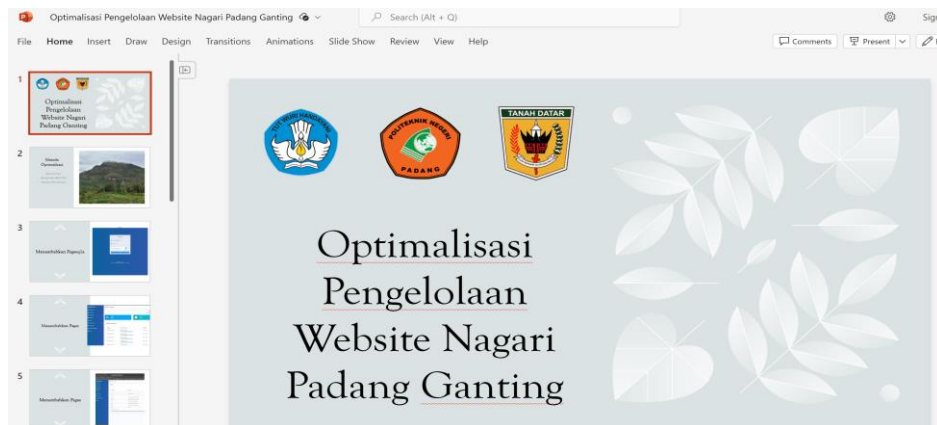 Optimalisasi Pengelolaan Website Nagari Padang Ganting
Search (Alt + Q)
File Home Insert Draw Design Transitions Animations Slide Show Review View Help
Comments Present
1
Optimalisasi
Pengelolaan
Website Nagari
Padang Ganting
2
3
4
5
TUT WURI HANDAYANI
POLITEKNIK NEGERI
PADANG
TANAH DATAR
Optimalisasi
Pengelolaan
Website Nagari
Padang Ganting